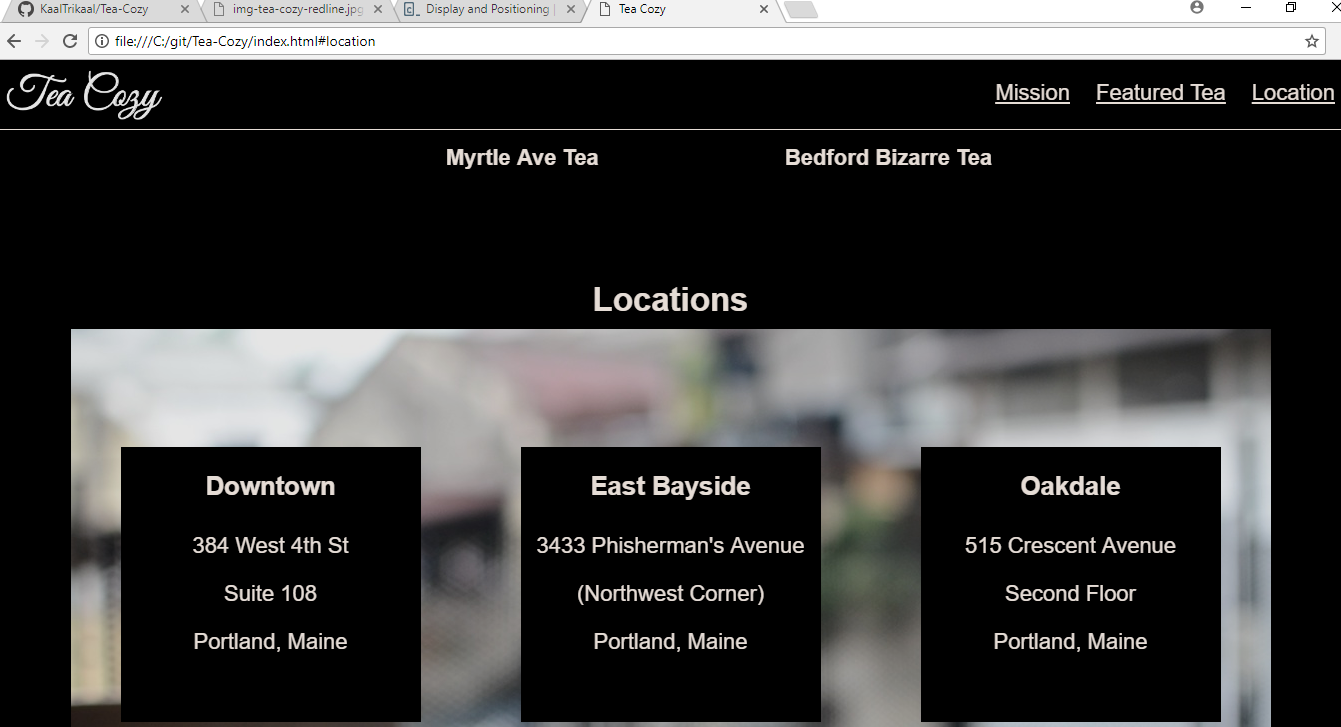 KaalTrikaal/Tea-Cozy
img-tea-cozy-redline.jpg
Display and Positioning |
Tea Cozy
file:///C:/git/Tea-Cozy/index.html#location
Tea Cozy
Mission Featured Tea Location
Myrtle Ave Tea Bedford Bizarre Tea
Locations
Downtown
384 West 4th St
Suite 108
Portland, Maine
East Bayside
3433 Phisherman's Avenue
(Northwest Corner)
Portland, Maine
Oakdale
515 Crescent Avenue
Second Floor
Portland, Maine